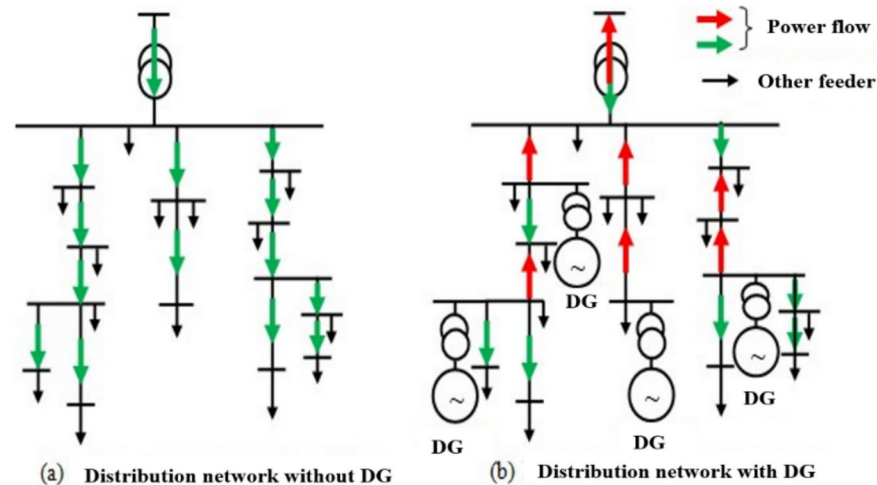 Power flow
Other feeder
~
DG
~
~
~
DG
DG
DG
(a) Distribution network without DG
(b) Distribution network with DG